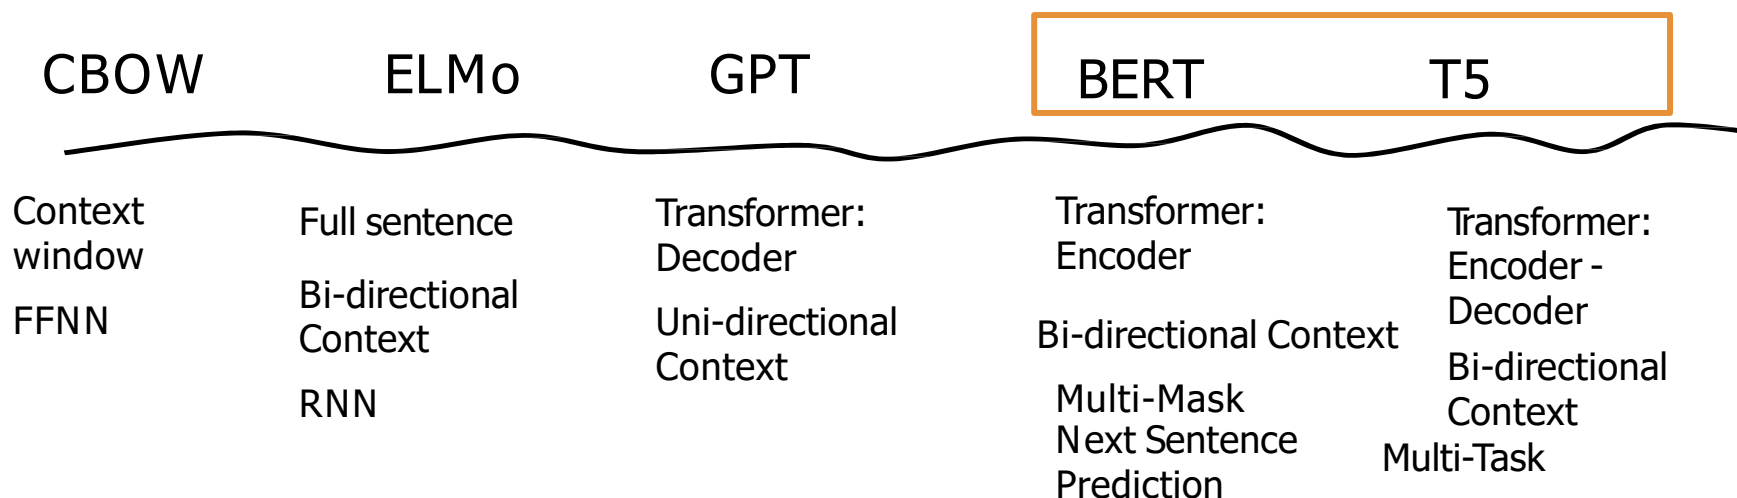 CBOW
ELMo
GPT
BERT
T5
Context
window
FFNN
Full sentence
Bi-directional
Context
RNN
Transformer:
Decoder
Uni-directional
Context
Transformer:
Encoder
Bi-directional Context
Multi-Mask
Next Sentence
Prediction
Transformer:
Encoder -
Decoder
Bi-directional
Context
Multi-Task